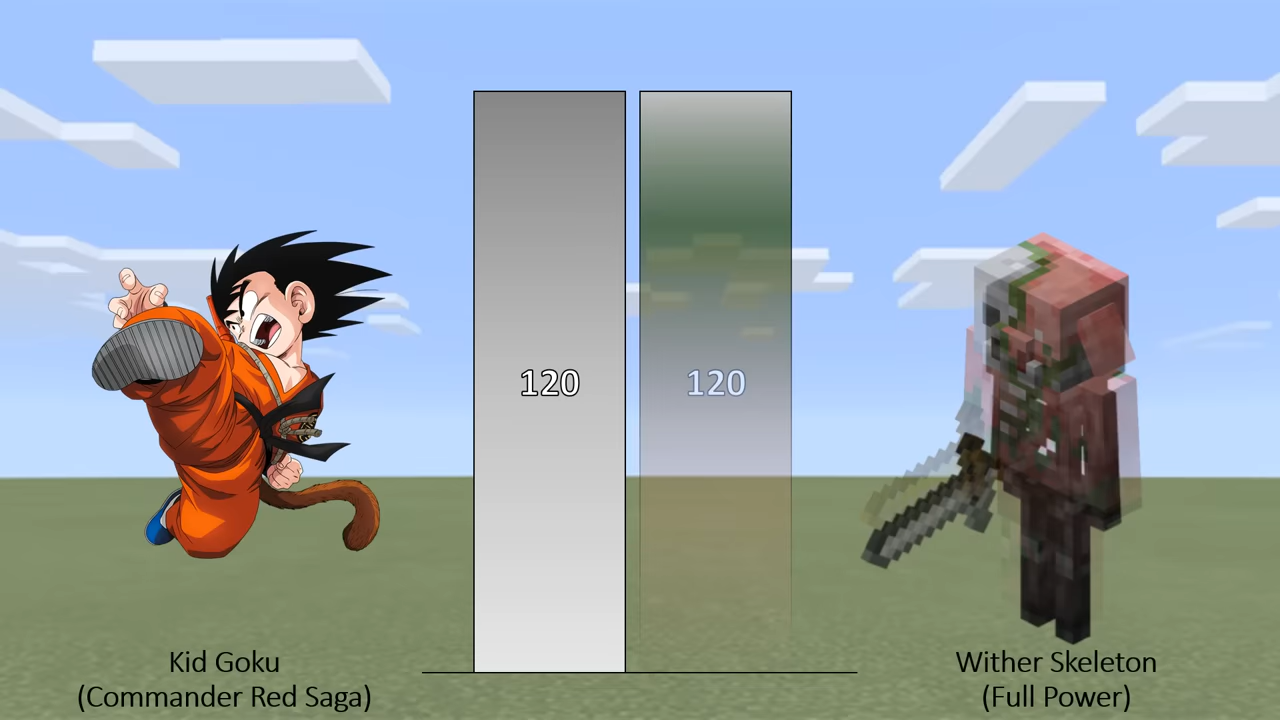 120
120
Kid Goku
(Commander Red Saga)
Wither Skeleton
(Full Power)